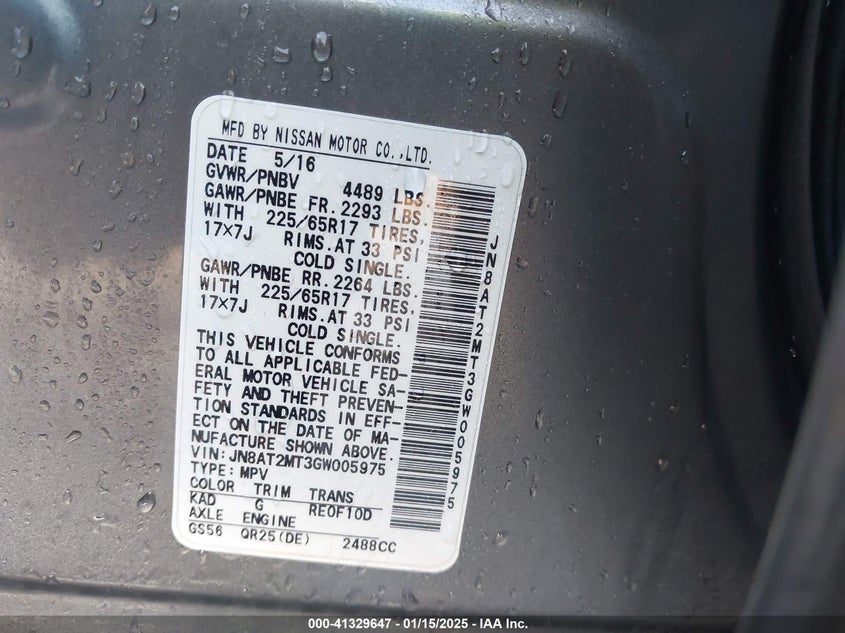 MFD BY NISSAN MOTOR CO.,LTD.
DATE 5/16
GVWR/PNBV 4489 LBS.
GAWR/PNBE FR. 2293 LBS.
WITH 225/65R17 TIRES,
17×7J RIMS.AT 33 PSI
COLD SINGLE.
GAWR/PNBE RR. 2264 LBS.
WITH 225/65R17 TIRES,
17×7J RIMS.AT 33 PSI
COLD SINGLE.
THIS VEHICLE CONFORMS
TO ALL APPLICABLE FED-
ERAL MOTOR VEHICLE SA-
FETY AND THEFT PREVEN-
TION STANDARDS IN EFF-
ECT ON THE DATE OF MA-
NUFACTURE SHOWN ABOVE.
VIN: JN8AT2MT3GW005975
TYPE: MPV
COLOR TRIM TRANS
KAD G RE0F10D
AXLE ENGINE
GS56 QR25(DE) 2488CC
JN8AT2MT3GW005975
000-41329647 - 01/15/2025 - IAA Inc.